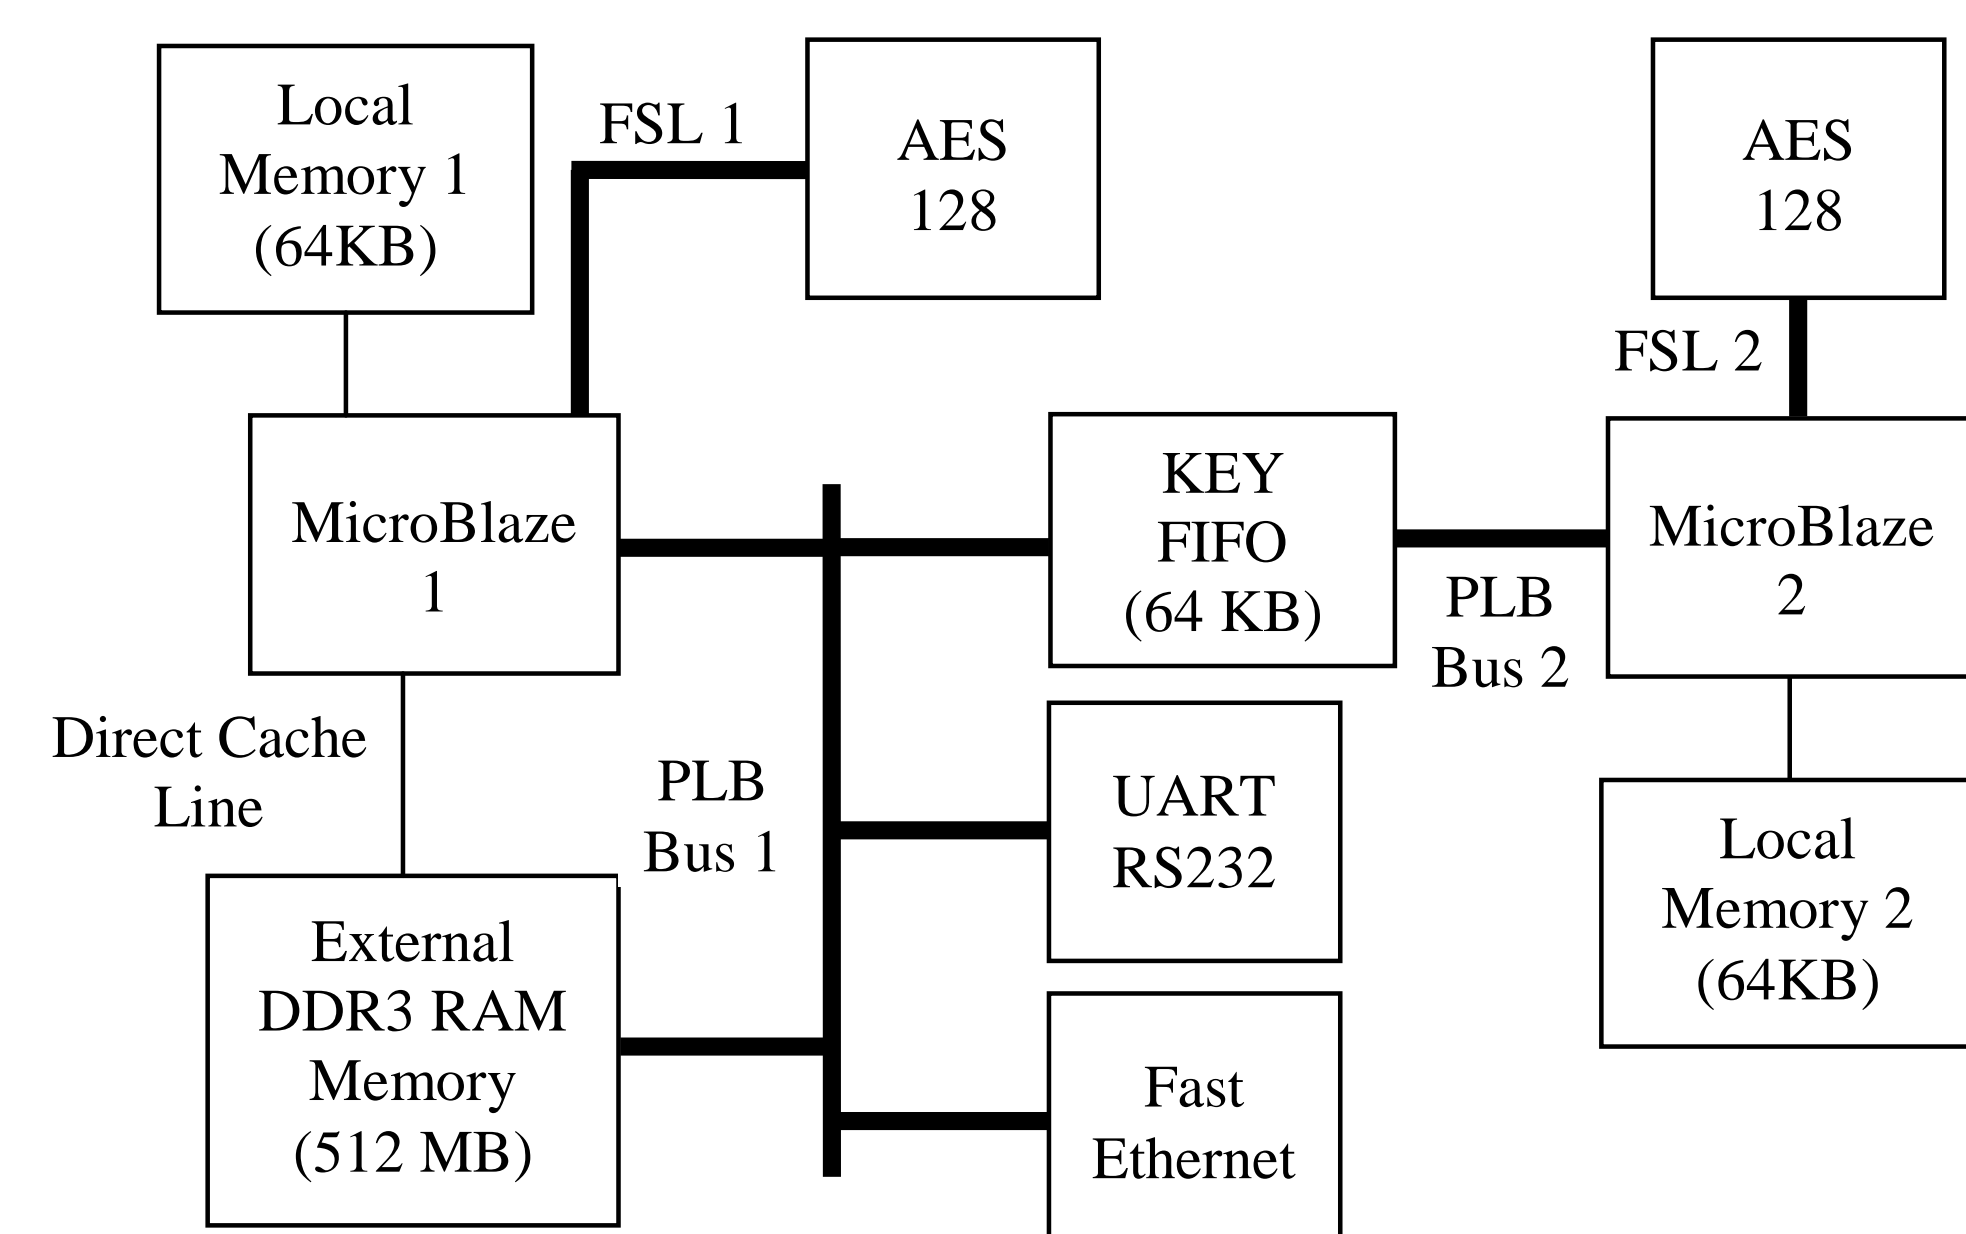 Local
Memory 1
(64KB)
FSL 1
AES
128
AES
128
FSL 2
MicroBlaze
1
KEY
FIFO
(64 KB)
PLB
Bus 2
MicroBlaze
2
Direct Cache
Line
PLB
Bus 1
UART
RS232
Local
Memory 2
(64KB)
External
DDR3 RAM
Memory
(512 MB)
Fast
Ethernet